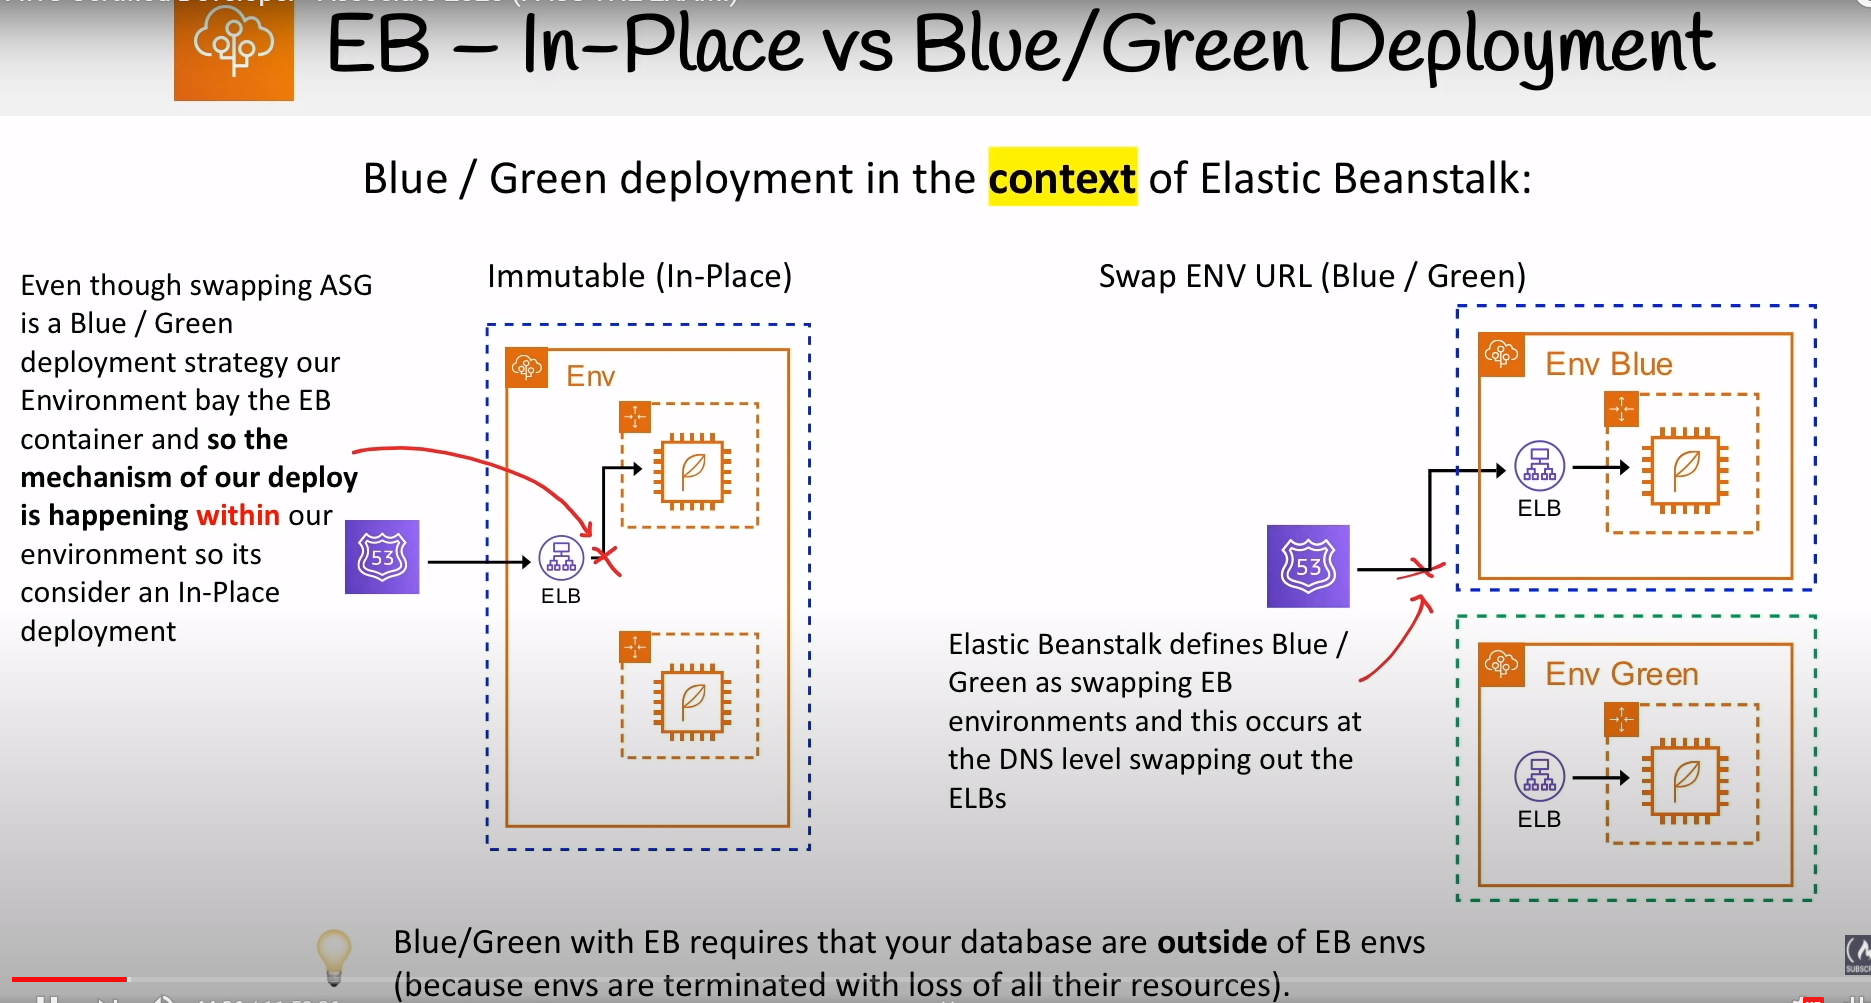 EB – In-Place vs Blue/Green Deployment
Blue / Green deployment in the context of Elastic Beanstalk:
Even though swapping ASG
is a Blue / Green
deployment strategy our
Environment bay the EB
container and so the
mechanism of our deploy
is happening within our
environment so its
consider an In-Place
deployment
Immutable (In-Place)
Env
53
ELB
Swap ENV URL (Blue / Green)
Env Blue
ELB
53
Elastic Beanstalk defines Blue /
Green as swapping EB
environments and this occurs at
the DNS level swapping out the
ELBs
Env Green
ELB
Blue/Green with EB requires that your database are outside of EB envs
(because envs are terminated with loss of all their resources).